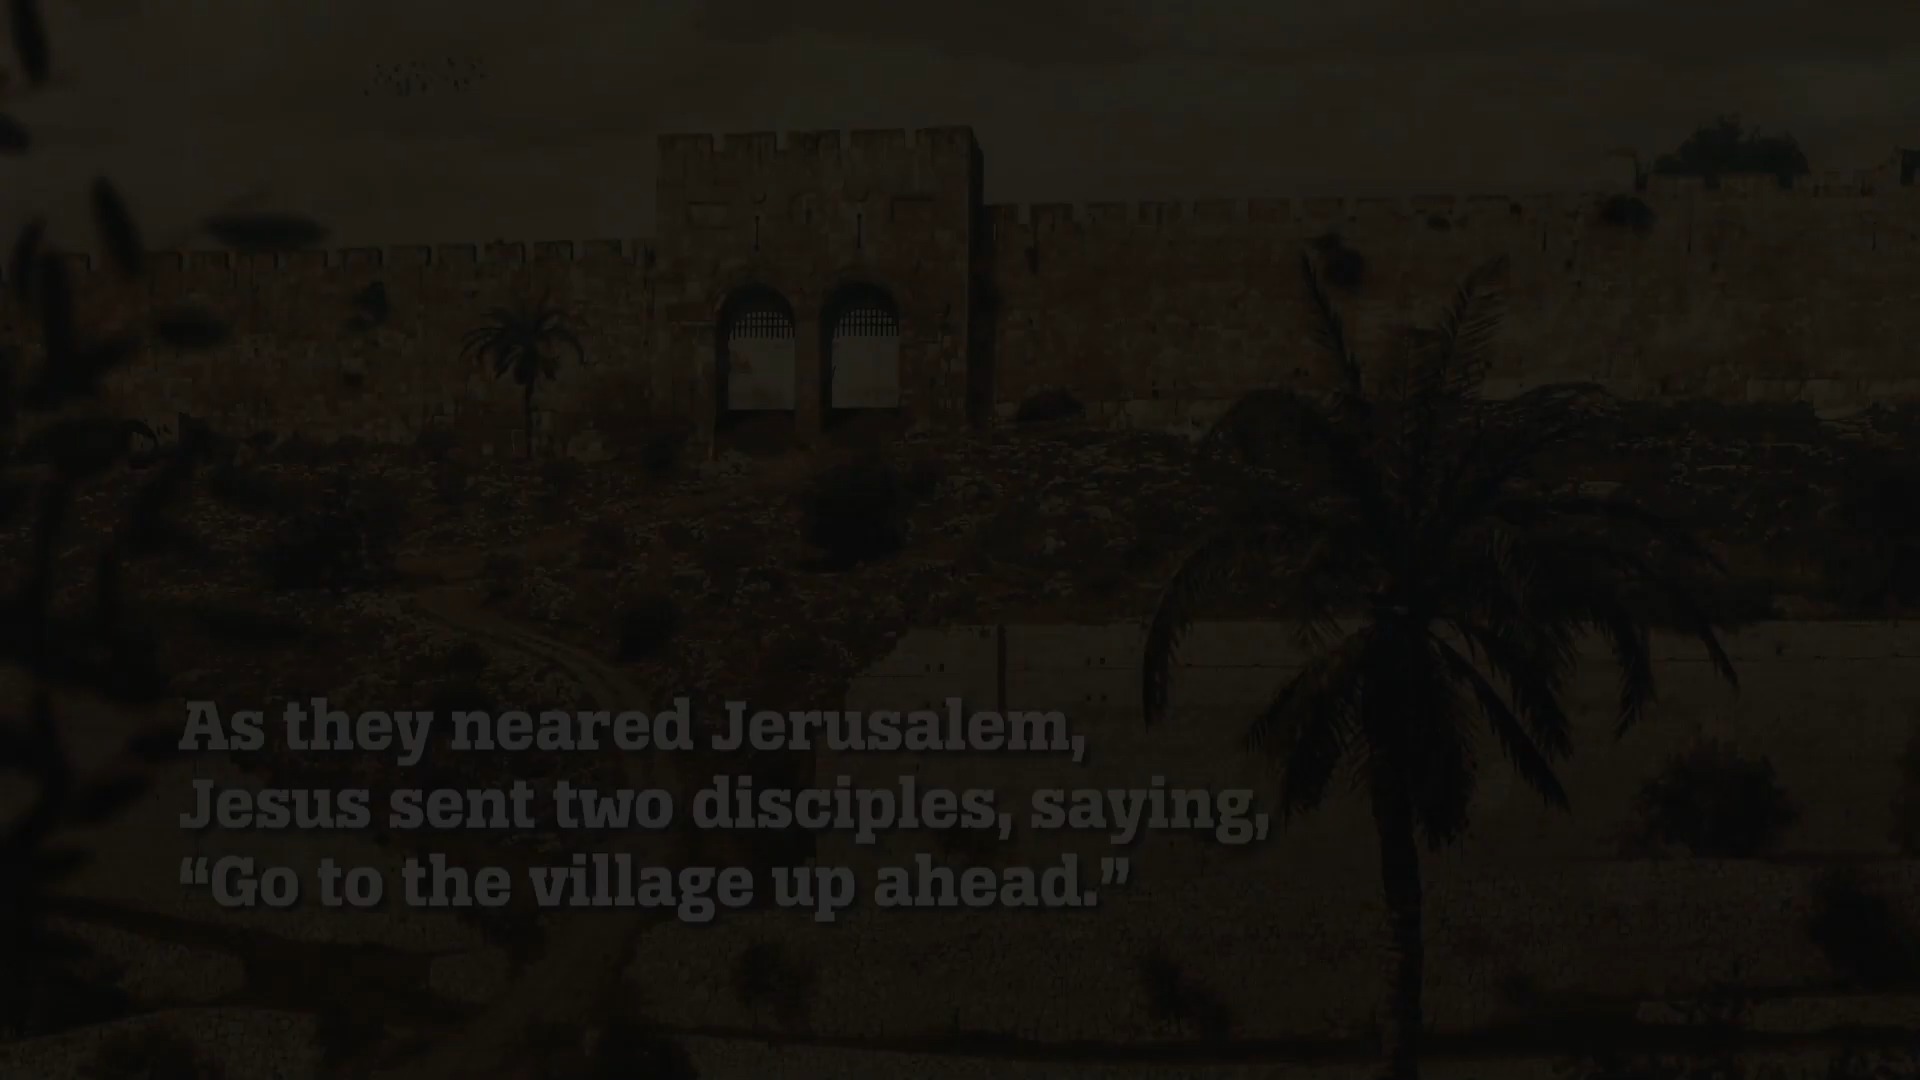 As they neared Jerusalem,
Jesus sent two disciples, saying,
“Go to the village up ahead.”